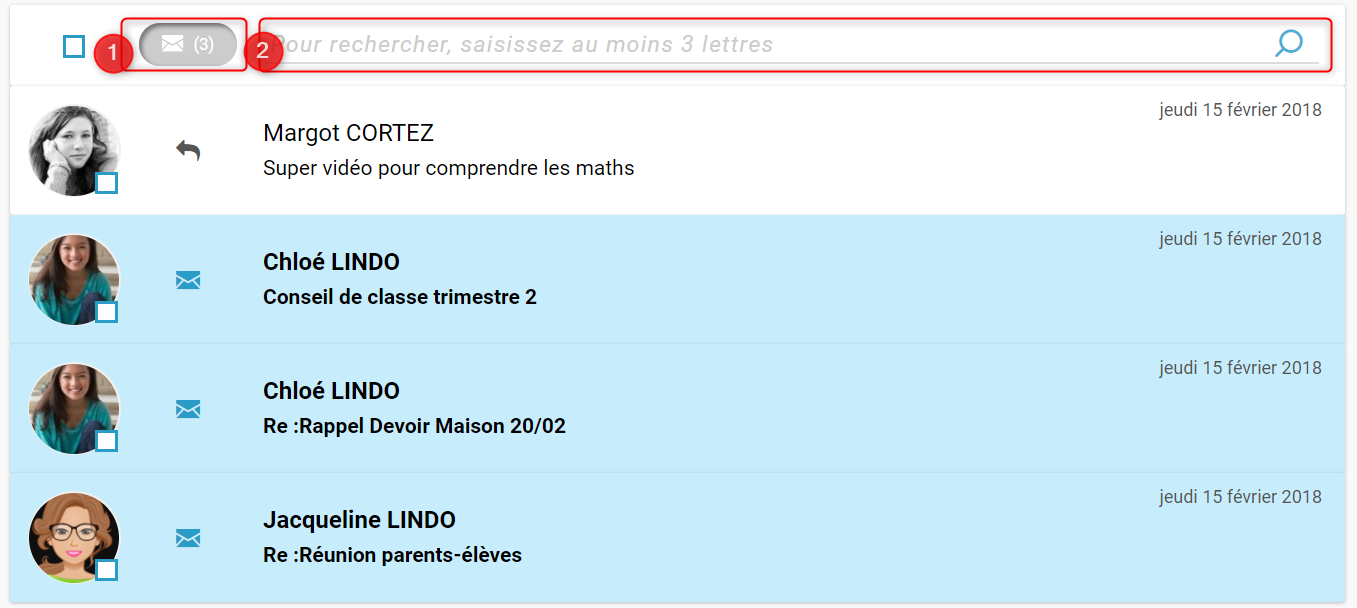 1 (3) 2 Pour rechercher, saisissez au moins 3 lettres
jeudi 15 février 2018
Margot CORTEZ
Super vidéo pour comprendre les maths
jeudi 15 février 2018
Chloé LINDO
Conseil de classe trimestre 2
jeudi 15 février 2018
Chloé LINDO
Re :Rappel Devoir Maison 20/02
jeudi 15 février 2018
Jacqueline LINDO
Re :Réunion parents-élèves